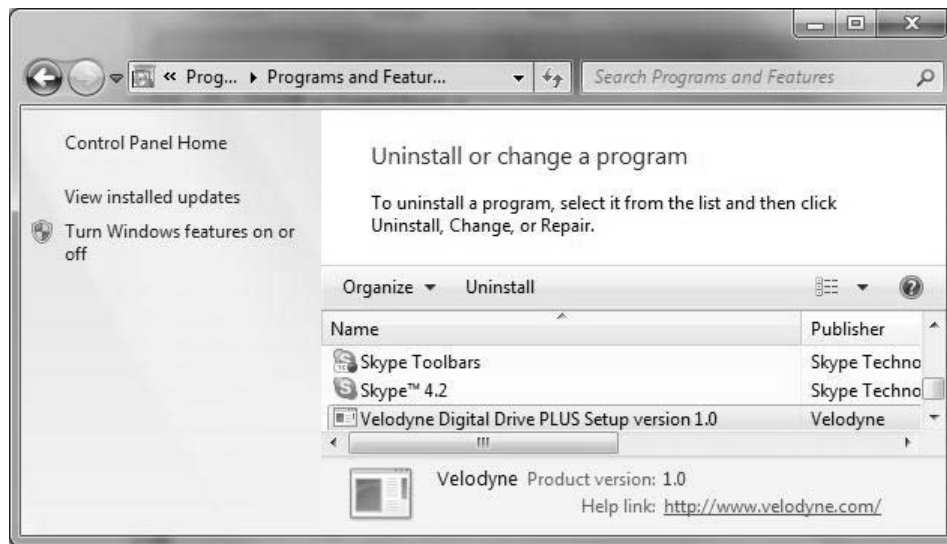 « Prog... ▸ Programs and Featur...
Search Programs and Features
Control Panel Home
View installed updates
Turn Windows features on or
off
Uninstall or change a program
To uninstall a program, select it from the list and then click
Uninstall, Change, or Repair.
Organize
Uninstall
Name
Publisher
Skype Toolbars
Skype Techno
Skype™ 4.2
Skype Techno
Velodyne Digital Drive PLUS Setup version 1.0
Velodyne
Velodyne Product version: 1.0
Help link: http://www.velodyne.com/